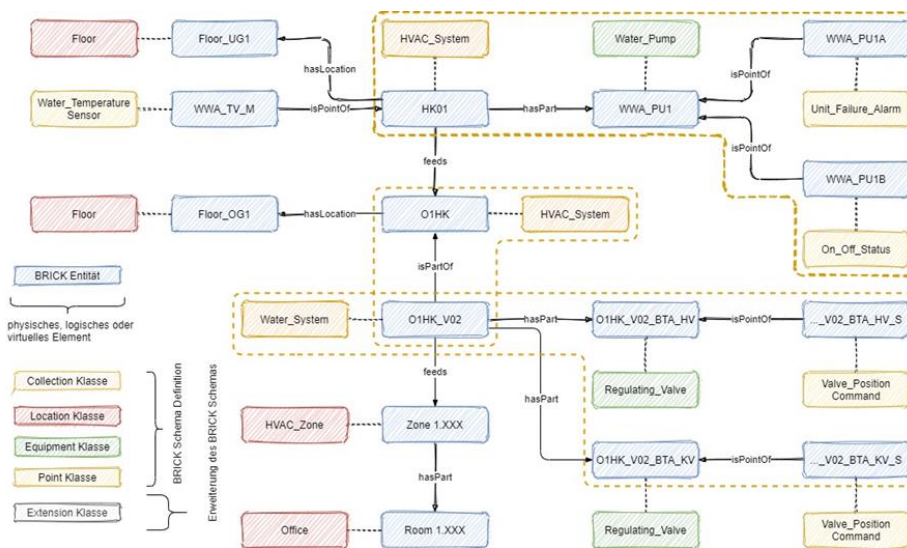 Floor
Floor_UG1
HVAC_System
Water_Pump
WWA_PU1A
hasLocation
isPointOf
Water_Temperature
Sensor
WWA_TV_M
isPointOf
HK01
hasPart
WWA_PU1
Unit_Failure_Alarm
isPointOf
feeds
WWA_PU1B
Floor
Floor_OG1
hasLocation
O1HK
HVAC_System
On_Off_Status
isPartOf
BRICK Entität
physisches, logisches oder
virtuelles Element
Water_System
O1HK_V02
hasPart
O1HK_V02_BTA_HV
isPointOf
..._V02_BTA_HV_S
feeds
hasPart
Regulating_Valve
Valve_Position
Command
Collection Klasse
Location Klasse
Equipment Klasse
Point Klasse
Extension Klasse
BRICK Schema Definition
Erweiterung des BRICK Schemas
HVAC_Zone
Zone 1.XXX
hasPart
O1HK_V02_BTA_KV
isPointOf
..._V02_BTA_KV_S
Office
Room 1.XXX
Regulating_Valve
Valve_Position
Command